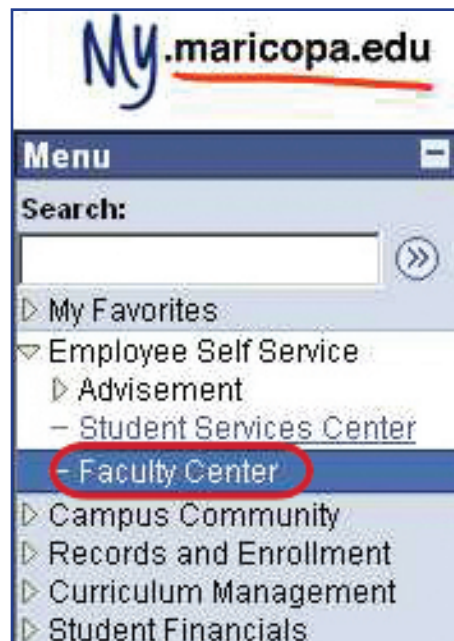 My.maricopa.edu
Menu
Search:
My Favorites
Employee Self Service
Advisement
– Student Services Center
– Faculty Center
Campus Community
Records and Enrollment
Curriculum Management
Student Financials